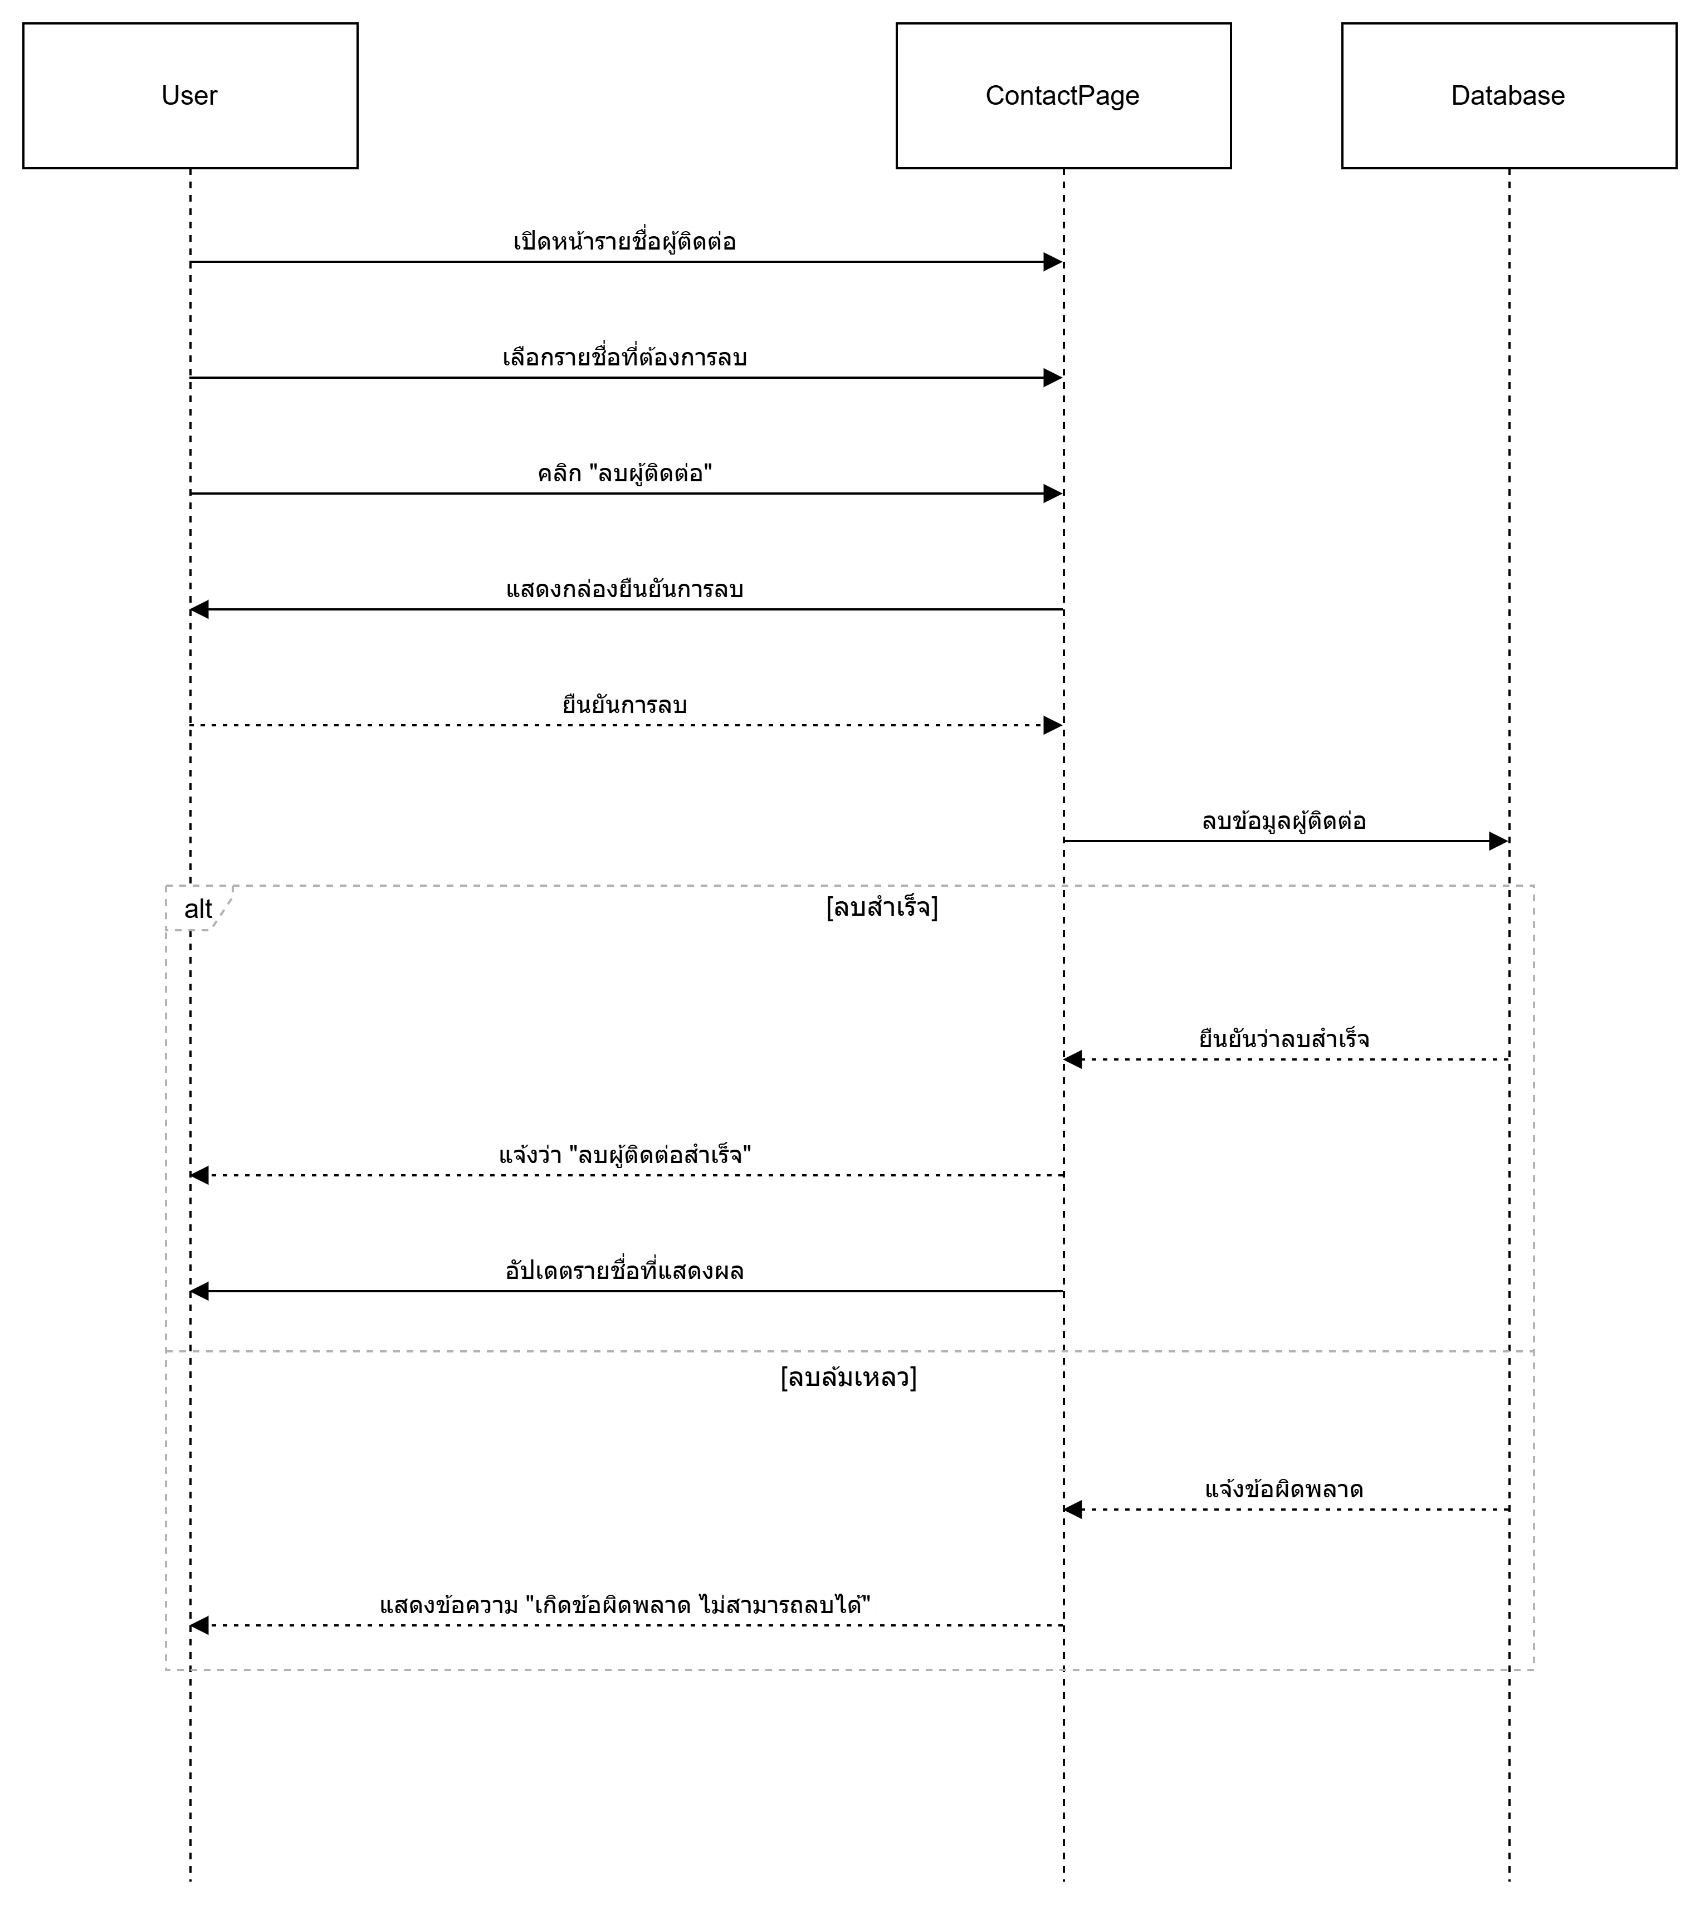 User
ContactPage
Database
เปิดหน้ารายชื่อผู้ติดต่อ
เลือกรายชื่อที่ต้องการลบ
คลิก "ลบผู้ติดต่อ"
แสดงกล่องยืนยันการลบ
ยืนยันการลบ
ลบข้อมูลผู้ติดต่อ
alt
[ลบสำเร็จ]
ยืนยันว่าลบสำเร็จ
แจ้งว่า "ลบผู้ติดต่อสำเร็จ"
อัปเดตรายชื่อที่แสดงผล
[ลบล้มเหลว]
แจ้งข้อผิดพลาด
แสดงข้อความ "เกิดข้อผิดพลาด ไม่สามารถลบได้"